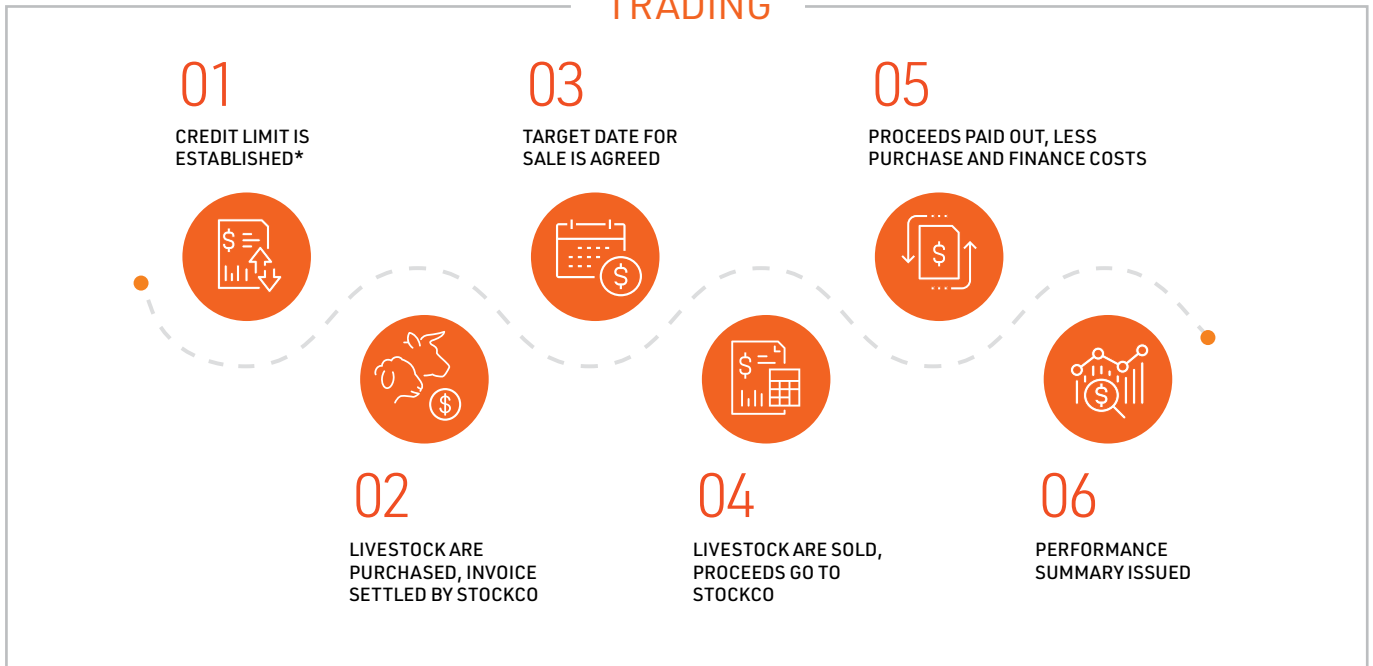 TRADING
01
CREDIT LIMIT IS
ESTABLISHED*
03
TARGET DATE FOR
SALE IS AGREED
05
PROCEEDS PAID OUT, LESS
PURCHASE AND FINANCE COSTS
$
$
$
$
$
$
02
LIVESTOCK ARE
PURCHASED, INVOICE
SETTLED BY STOCKCO
04
LIVESTOCK ARE SOLD,
PROCEEDS GO TO
STOCKCO
06
PERFORMANCE
SUMMARY ISSUED